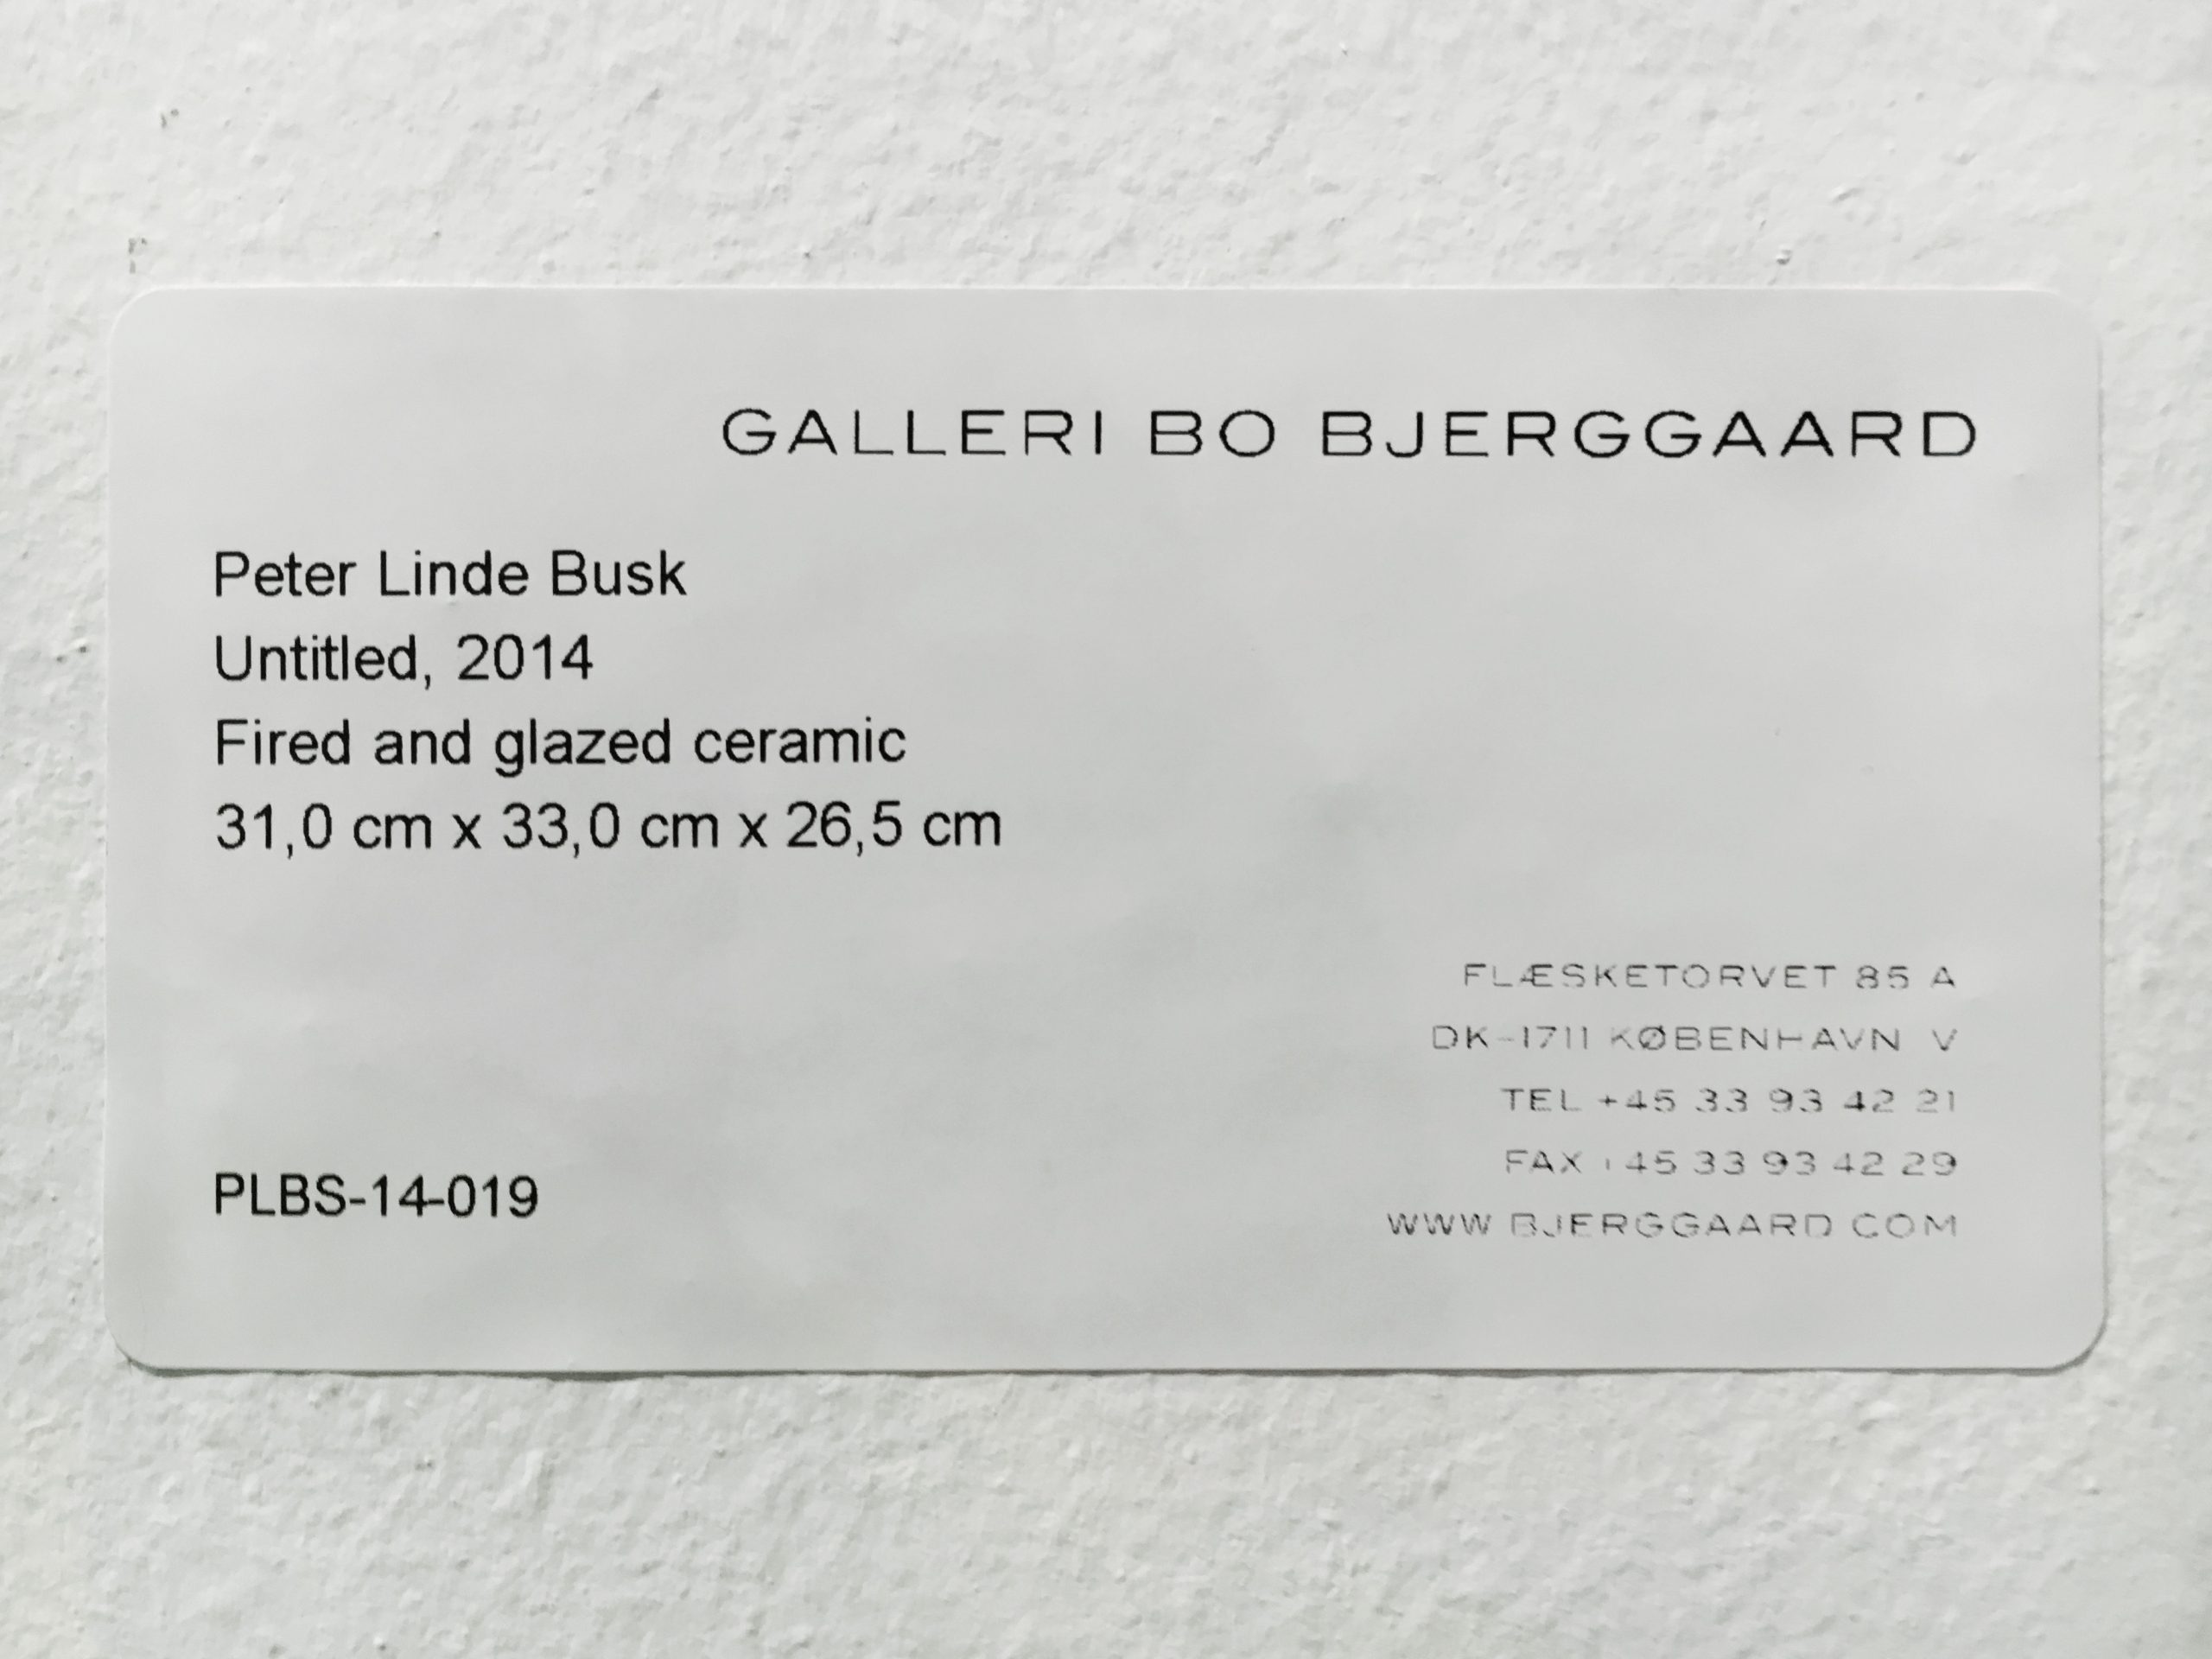 GALLERI BO BJERGGAARD
Peter Linde Busk
Untitled, 2014
Fired and glazed ceramic
31,0 cm x 33,0 cm x 26,5 cm
FLÆSKETORVET 85 A
DK-1711 KØBENHAVN V
TEL +45 33 93 42 21
FAX +45 33 93 42 29
WWW BJERGGAARD COM
PLBS-14-019